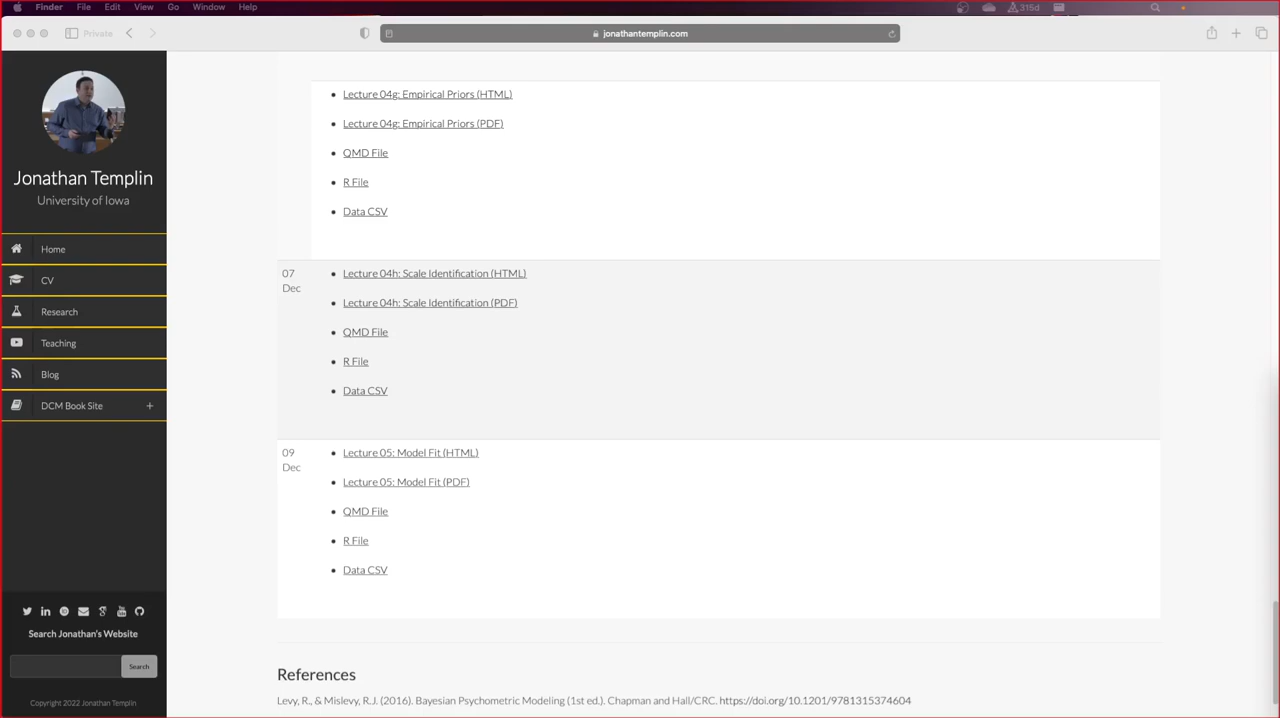 Finder File Edit View Go Window Help
315d
Private
jonathantemplin.com
Jonathan Templin
University of Iowa
Home
CV
Research
Teaching
Blog
DCM Book Site +
Search Jonathan's Website
Search
Copyright 2022 Jonathan Templin
Lecture 04g: Empirical Priors (HTML)
Lecture 04g: Empirical Priors (PDF)
QMD File
R File
Data CSV
07
Dec
Lecture 04h: Scale Identification (HTML)
Lecture 04h: Scale Identification (PDF)
QMD File
R File
Data CSV
09
Dec
Lecture 05: Model Fit (HTML)
Lecture 05: Model Fit (PDF)
QMD File
R File
Data CSV
References
Levy, R., & Mislevy, R.J. (2016). Bayesian Psychometric Modeling (1st ed.). Chapman and Hall/CRC. https://doi.org/10.1201/9781315374604